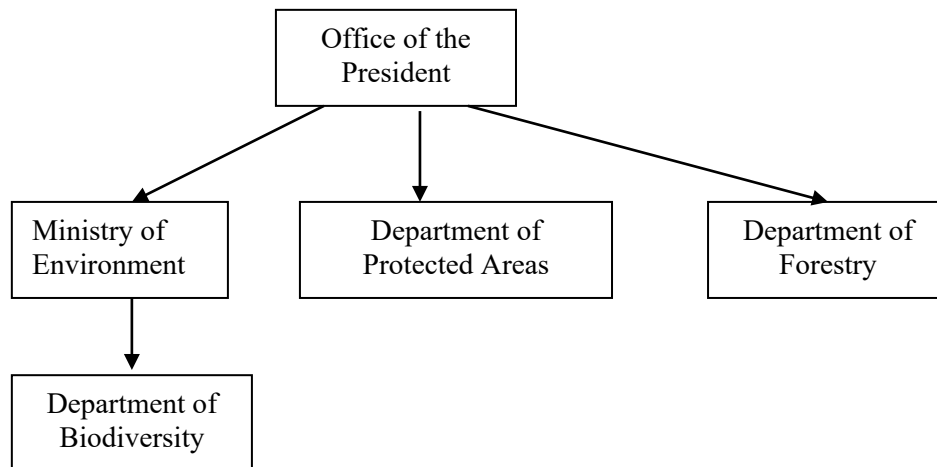 Office of the
President
Ministry of
Environment
Department of
Protected Areas
Department of
Forestry
Department of
Biodiversity